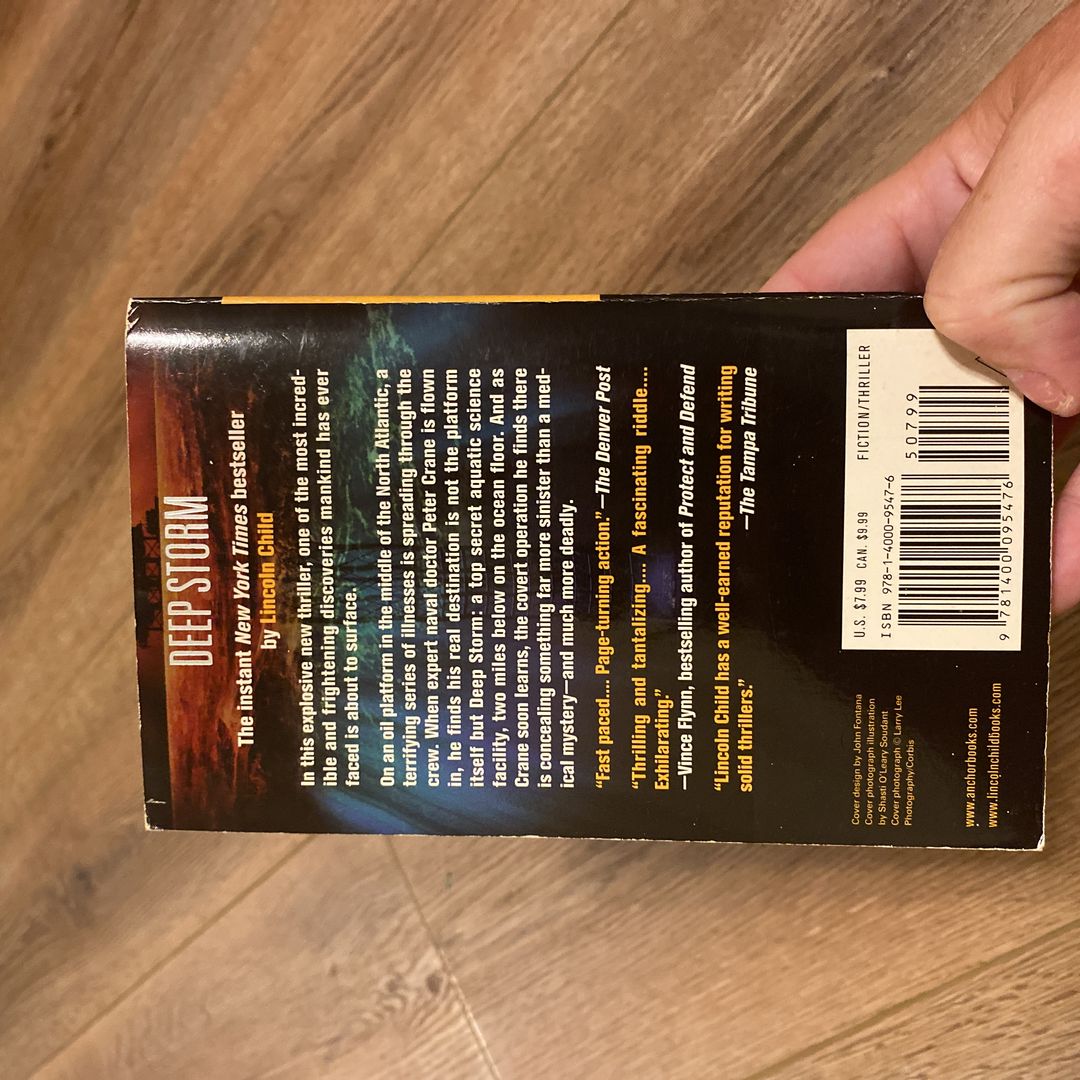 DEEP STORM
The instant New York Times bestseller
by Lincoln Child
In this explosive new thriller, one of the most incred-
ible and frightening discoveries mankind has ever
faced is about to surface.
On an oil platform in the middle of the North Atlantic, a
terrifying series of illnesses is spreading through the
crew. When expert naval doctor Peter Crane is flown
in, he finds his real destination is not the platform
itself but Deep Storm: a top secret aquatic science
facility, two miles below on the ocean floor. And as
Crane soon learns, the covert operation he finds there
is concealing something far more sinister than a med-
ical mystery—and much more deadly.
“Fast paced.... Page-turning action.” —The Denver Post
“Thrilling and tantalizing.... A fascinating riddle....
Exhilarating.”
—Vince Flynn, bestselling author of Protect and Defend
“Lincoln Child has a well-earned reputation for writing
solid thrillers.”
—The Tampa Tribune
Cover design by John Fontana
Cover photograph illustration
by Shasti O'Leary Soudant
Cover photograph © Larry Lee
Photography/Corbis
www.anchorbooks.com
www.lincolnchildbooks.com
U.S. $7.99 CAN. $9.99 FICTION/THRILLER
ISBN 978-1-4000-9547-6
50799
9 781400 095476